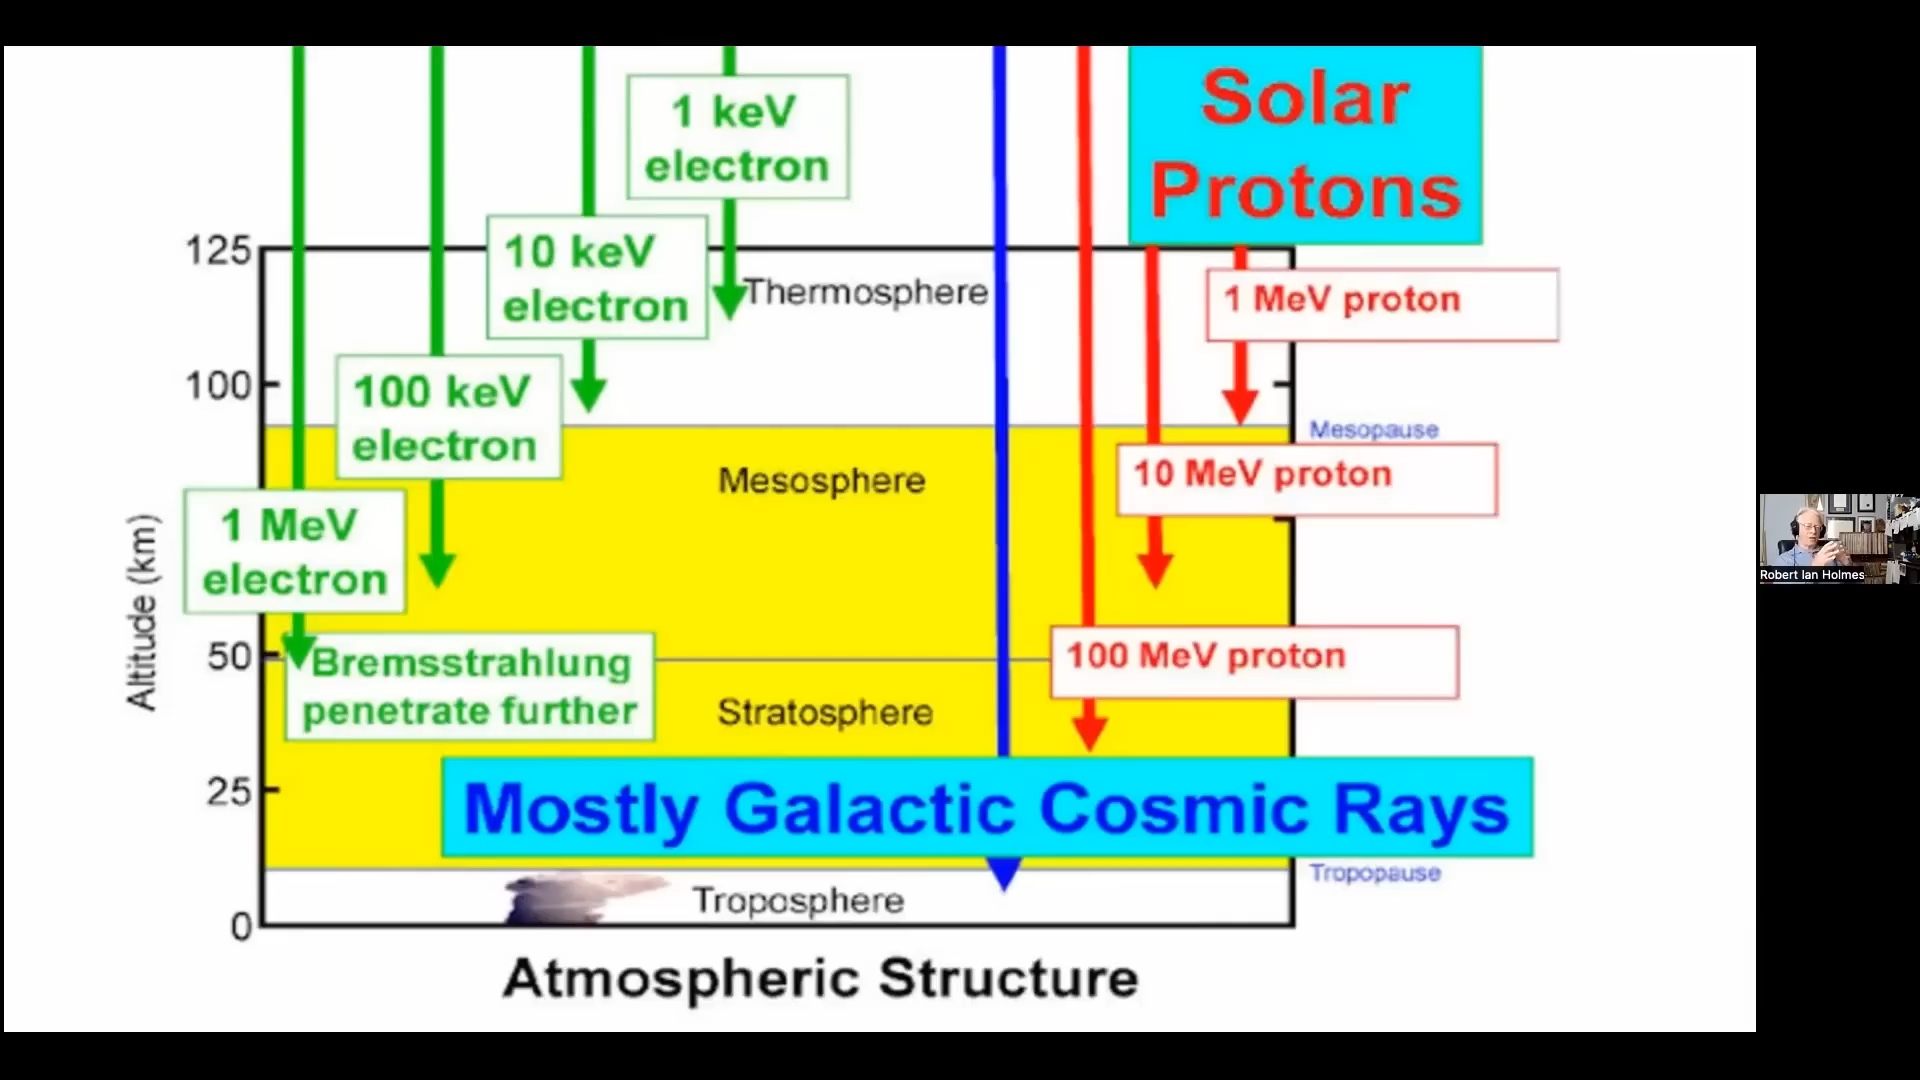 1 keV
electron
Solar
Protons
10 keV
electron
125
Thermosphere
1 MeV proton
100 keV
electron
100
Mesopause
Mesosphere
10 MeV proton
1 MeV
electron
Altitude (km)
50
Bremsstrahlung
penetrate further
100 MeV proton
Stratosphere
25
Mostly Galactic Cosmic Rays
Tropopause
Troposphere
0
Atmospheric Structure
Robert Ian Holmes